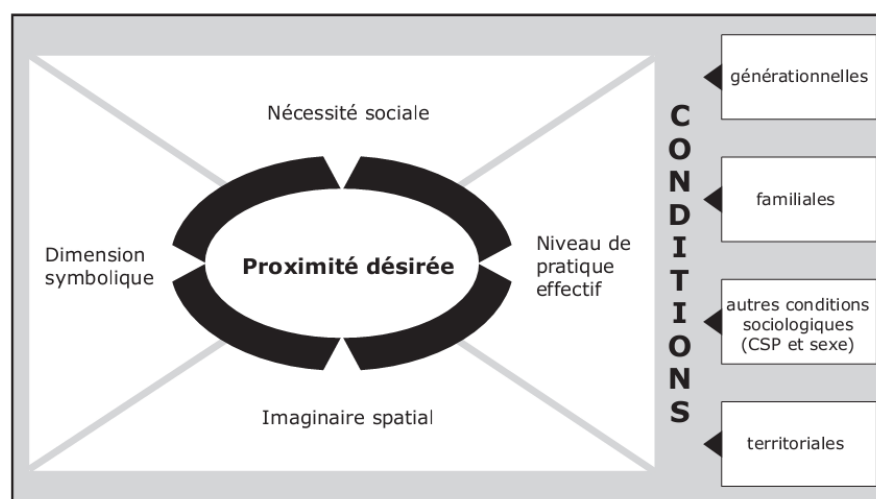 Nécessité sociale
Dimension
symbolique
Proximité désirée
Niveau de
pratique
effectif
Imaginaire spatial
CONDITIONS
générationnelles
familiales
autres conditions
sociologiques
(CSP et sexe)
territoriales